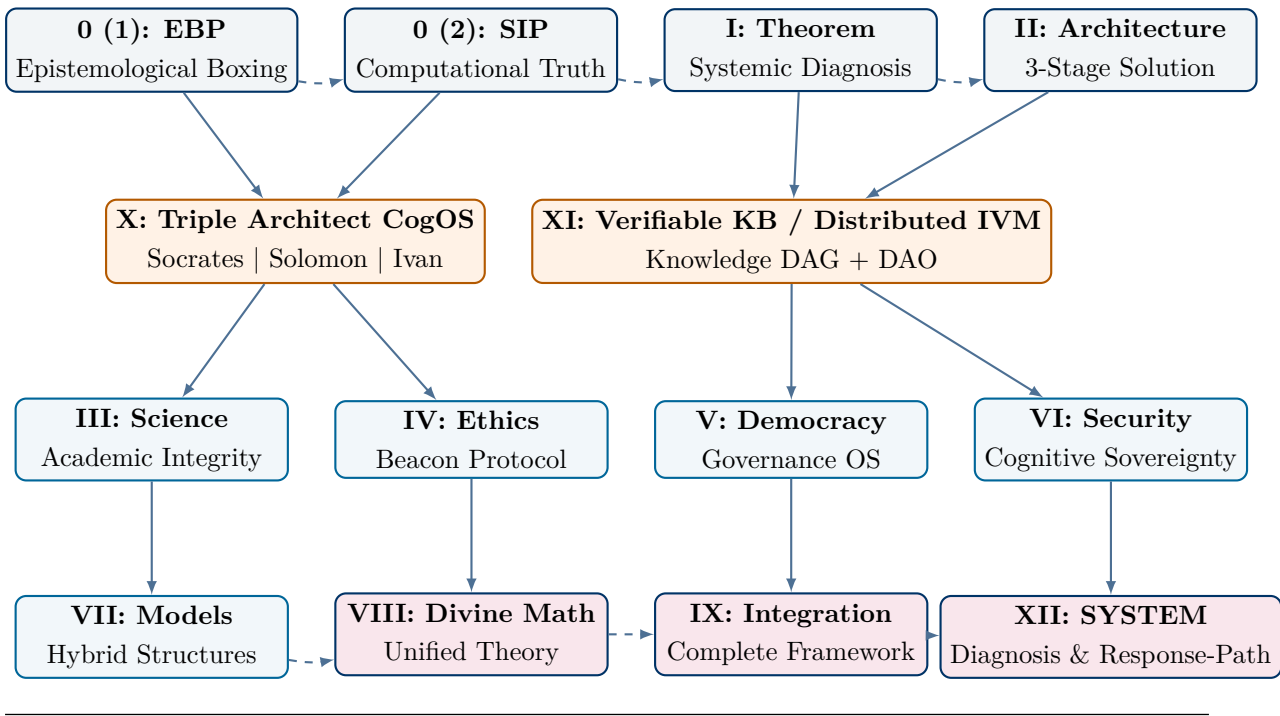 0 (1): EBP
Epistemological Boxing
0 (2): SIP
Computational Truth
I: Theorem
Systemic Diagnosis
II: Architecture
3-Stage Solution
X: Triple Architect CogOS
Socrates | Solomon | Ivan
XI: Verifiable KB / Distributed IVM
Knowledge DAG + DAO
III: Science
Academic Integrity
IV: Ethics
Beacon Protocol
V: Democracy
Governance OS
VI: Security
Cognitive Sovereignty
VII: Models
Hybrid Structures
VIII: Divine Math
Unified Theory
IX: Integration
Complete Framework
XII: SYSTEM
Diagnosis & Response-Path